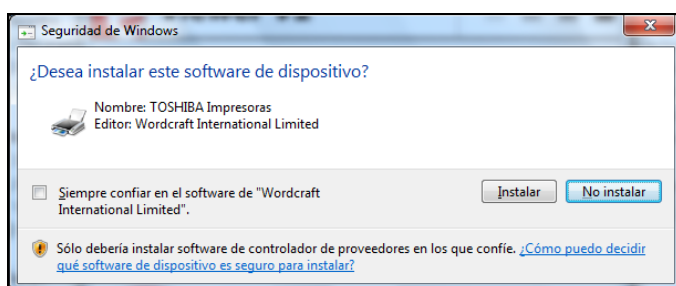 Seguridad de Windows
¿Desea instalar este software de dispositivo?
Nombre: TOSHIBA Impresoras
Editor: Wordcraft International Limited
Siempre confiar en el software de "Wordcraft
International Limited".
Instalar
No instalar
Sólo debería instalar software de controlador de proveedores en los que confíe. ¿Cómo puedo decidir
qué software de dispositivo es seguro para instalar?